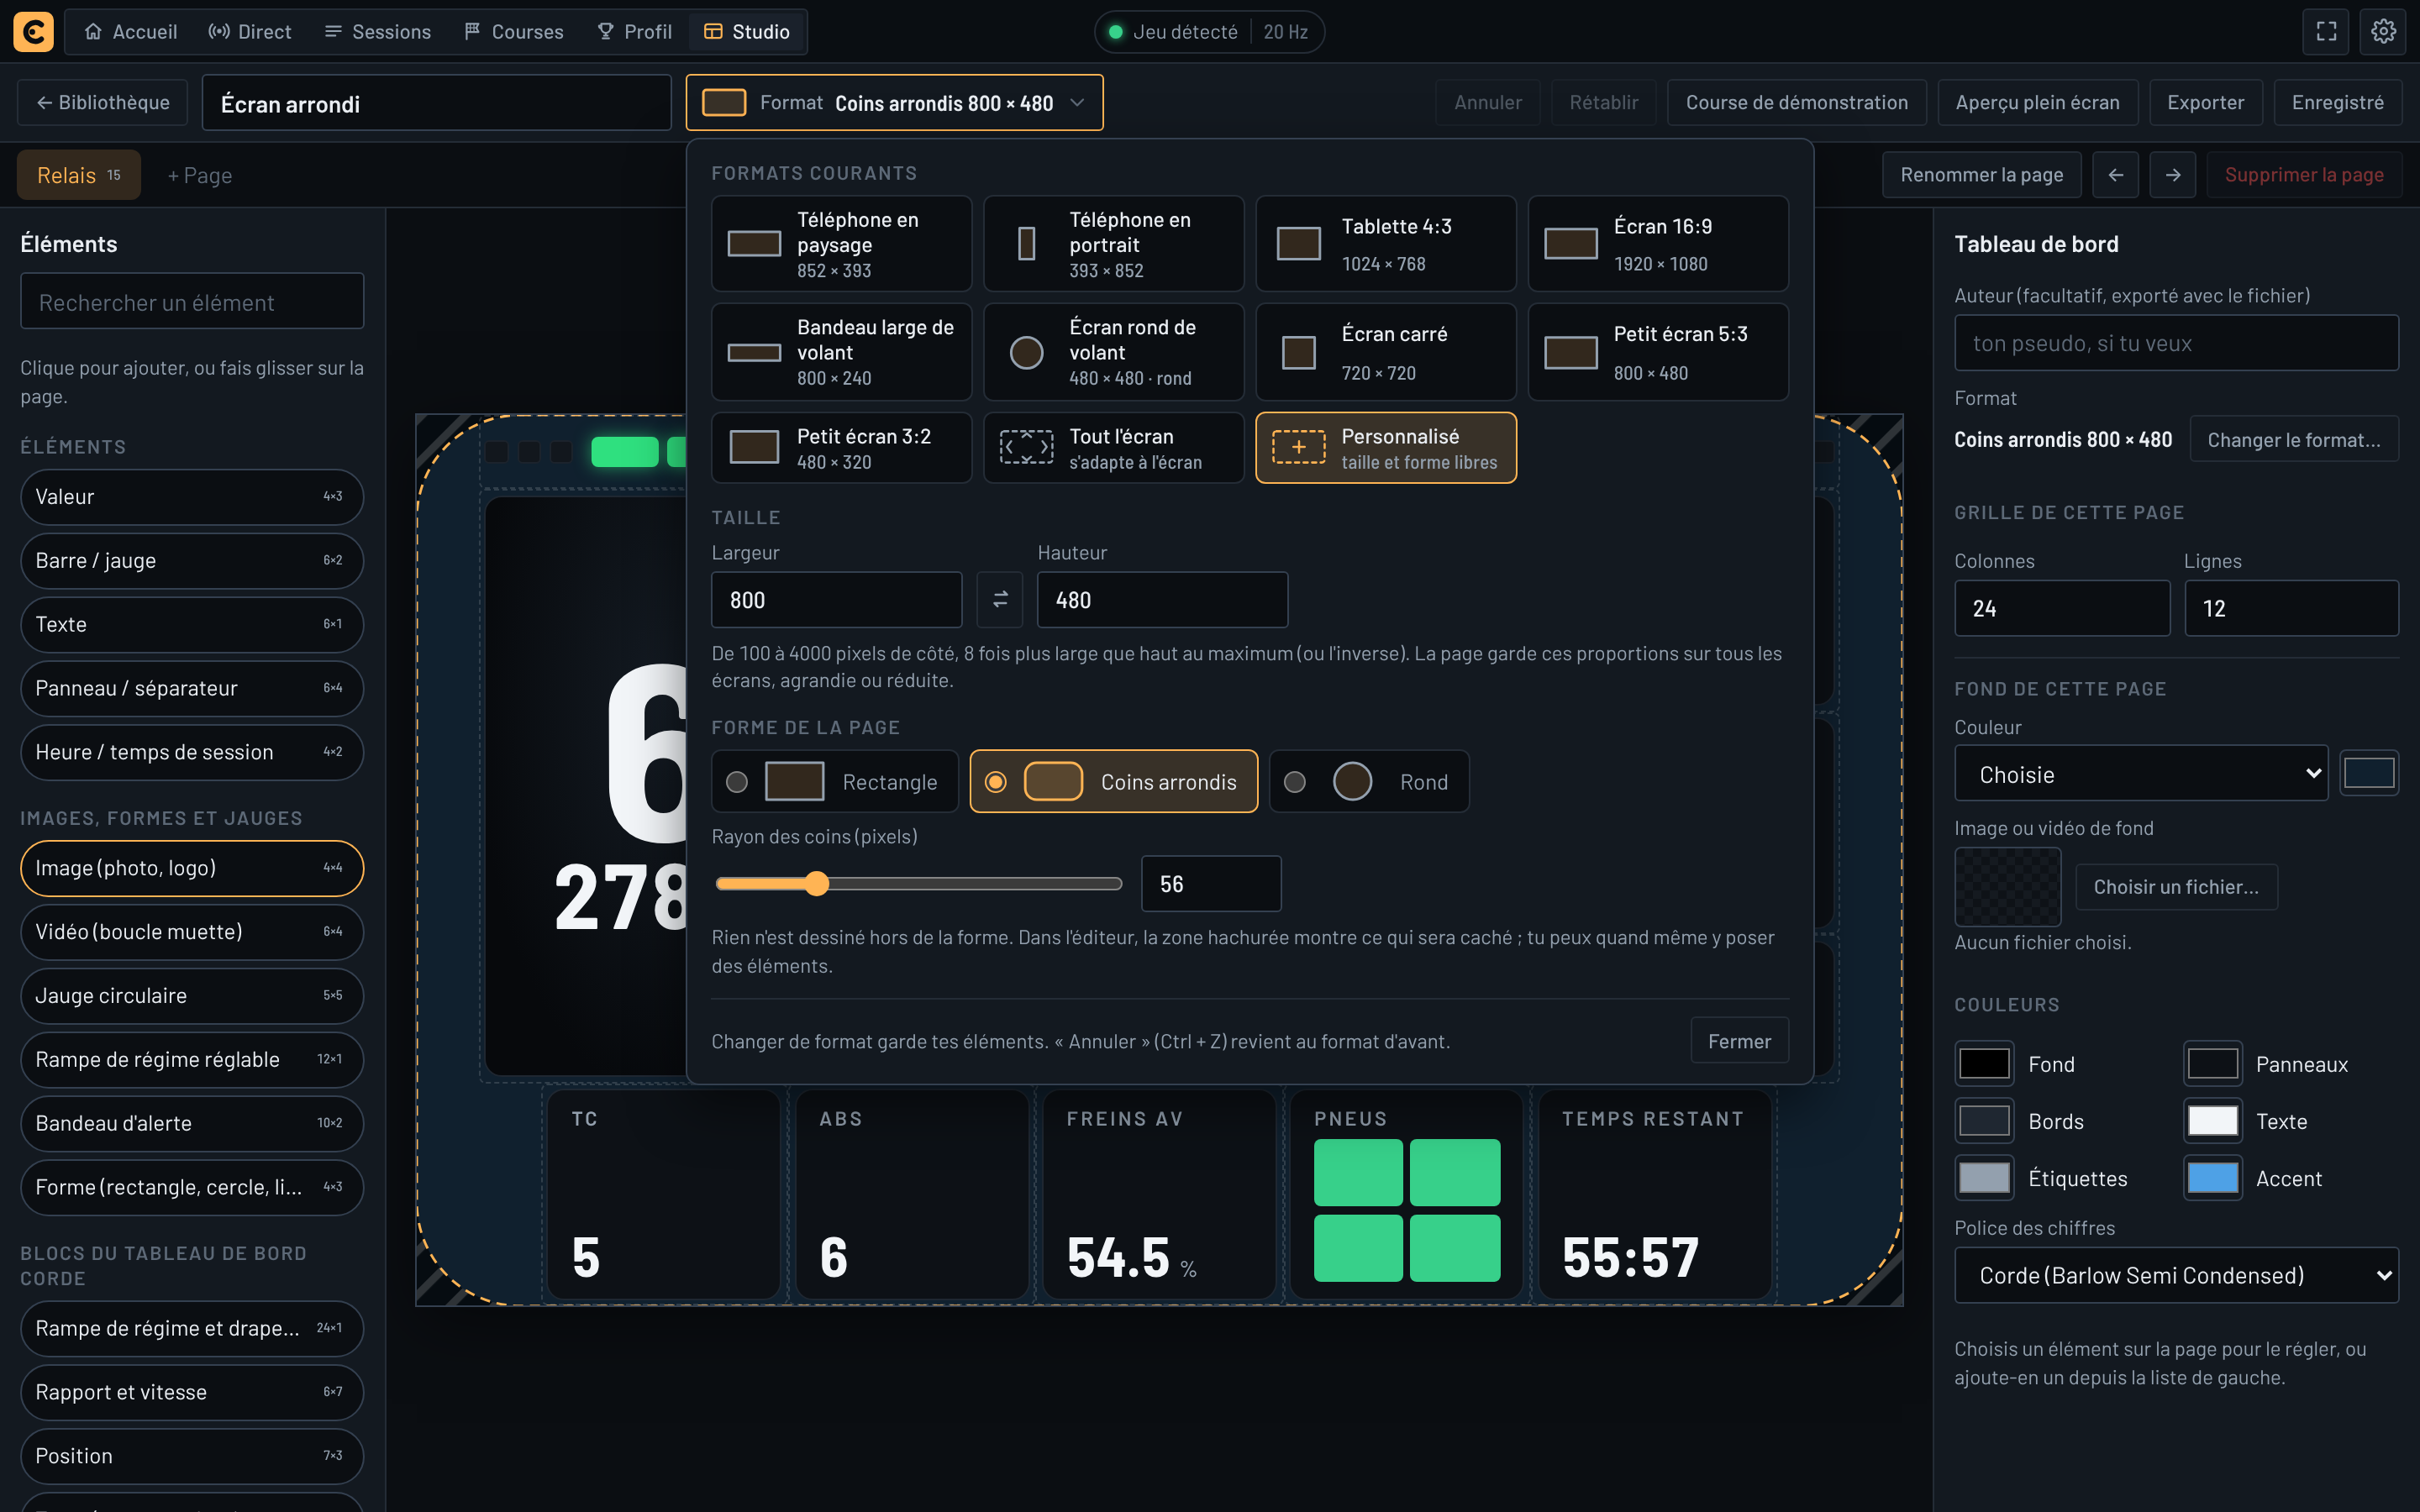 Accueil
Direct
Sessions
Courses
Profil
Studio
Jeu détecté
20 Hz
← Bibliothèque
Écran arrondi
Format Coins arrondis 800 × 480
Annuler
Rétablir
Course de démonstration
Aperçu plein écran
Exporter
Enregistré
Relais 15
+ Page
Renommer la page
←
→
Supprimer la page
Éléments
Rechercher un élément
Clique pour ajouter, ou fais glisser sur la
page.
ÉLÉMENTS
Valeur 4×3
Barre / jauge 6×2
Texte 6×1
Panneau / séparateur 6×4
Heure / temps de session 4×2
IMAGES, FORMES ET JAUGES
Image (photo, logo) 4×4
Vidéo (boucle muette) 6×4
Jauge circulaire 5×5
Rampe de régime réglable 12×1
Bandeau d'alerte 10×2
Forme (rectangle, cercle, li... 4×3
BLOCS DU TABLEAU DE BORD
CORDE
Rampe de régime et drape... 24×1
Rapport et vitesse 6×7
Position 7×3
FORMATS COURANTS
Téléphone en
paysage
852 × 393
Téléphone en
portrait
393 × 852
Tablette 4:3
1024 × 768
Écran 16:9
1920 × 1080
Bandeau large de
volant
800 × 240
Écran rond de
volant
480 × 480 · rond
Écran carré
720 × 720
Petit écran 5:3
800 × 480
Petit écran 3:2
480 × 320
Tout l'écran
s'adapte à l'écran
Personnalisé
taille et forme libres
TAILLE
Largeur
800
Hauteur
480
De 100 à 4000 pixels de côté, 8 fois plus large que haut au maximum (ou l'inverse). La page garde ces proportions sur tous les
écrans, agrandie ou réduite.
FORME DE LA PAGE
Rectangle
Coins arrondis
Rond
Rayon des coins (pixels)
56
Rien n'est dessiné hors de la forme. Dans l'éditeur, la zone hachurée montre ce qui sera caché ; tu peux quand même y poser
des éléments.
Changer de format garde tes éléments. « Annuler » (Ctrl + Z) revient au format d'avant.
Fermer
6
278
TC
5
ABS
6
FREINS AV
54.5 %
PNEUS
TEMPS RESTANT
55:57
Tableau de bord
Auteur (facultatif, exporté avec le fichier)
ton pseudo, si tu veux
Format
Coins arrondis 800 × 480
Changer le format...
GRILLE DE CETTE PAGE
Colonnes
24
Lignes
12
FOND DE CETTE PAGE
Couleur
Choisie
Image ou vidéo de fond
Choisir un fichier...
Aucun fichier choisi.
COULEURS
Fond
Panneaux
Bords
Texte
Étiquettes
Accent
Police des chiffres
Corde (Barlow Semi Condensed)
Choisis un élément sur la page pour le régler, ou
ajoute-en un depuis la liste de gauche.